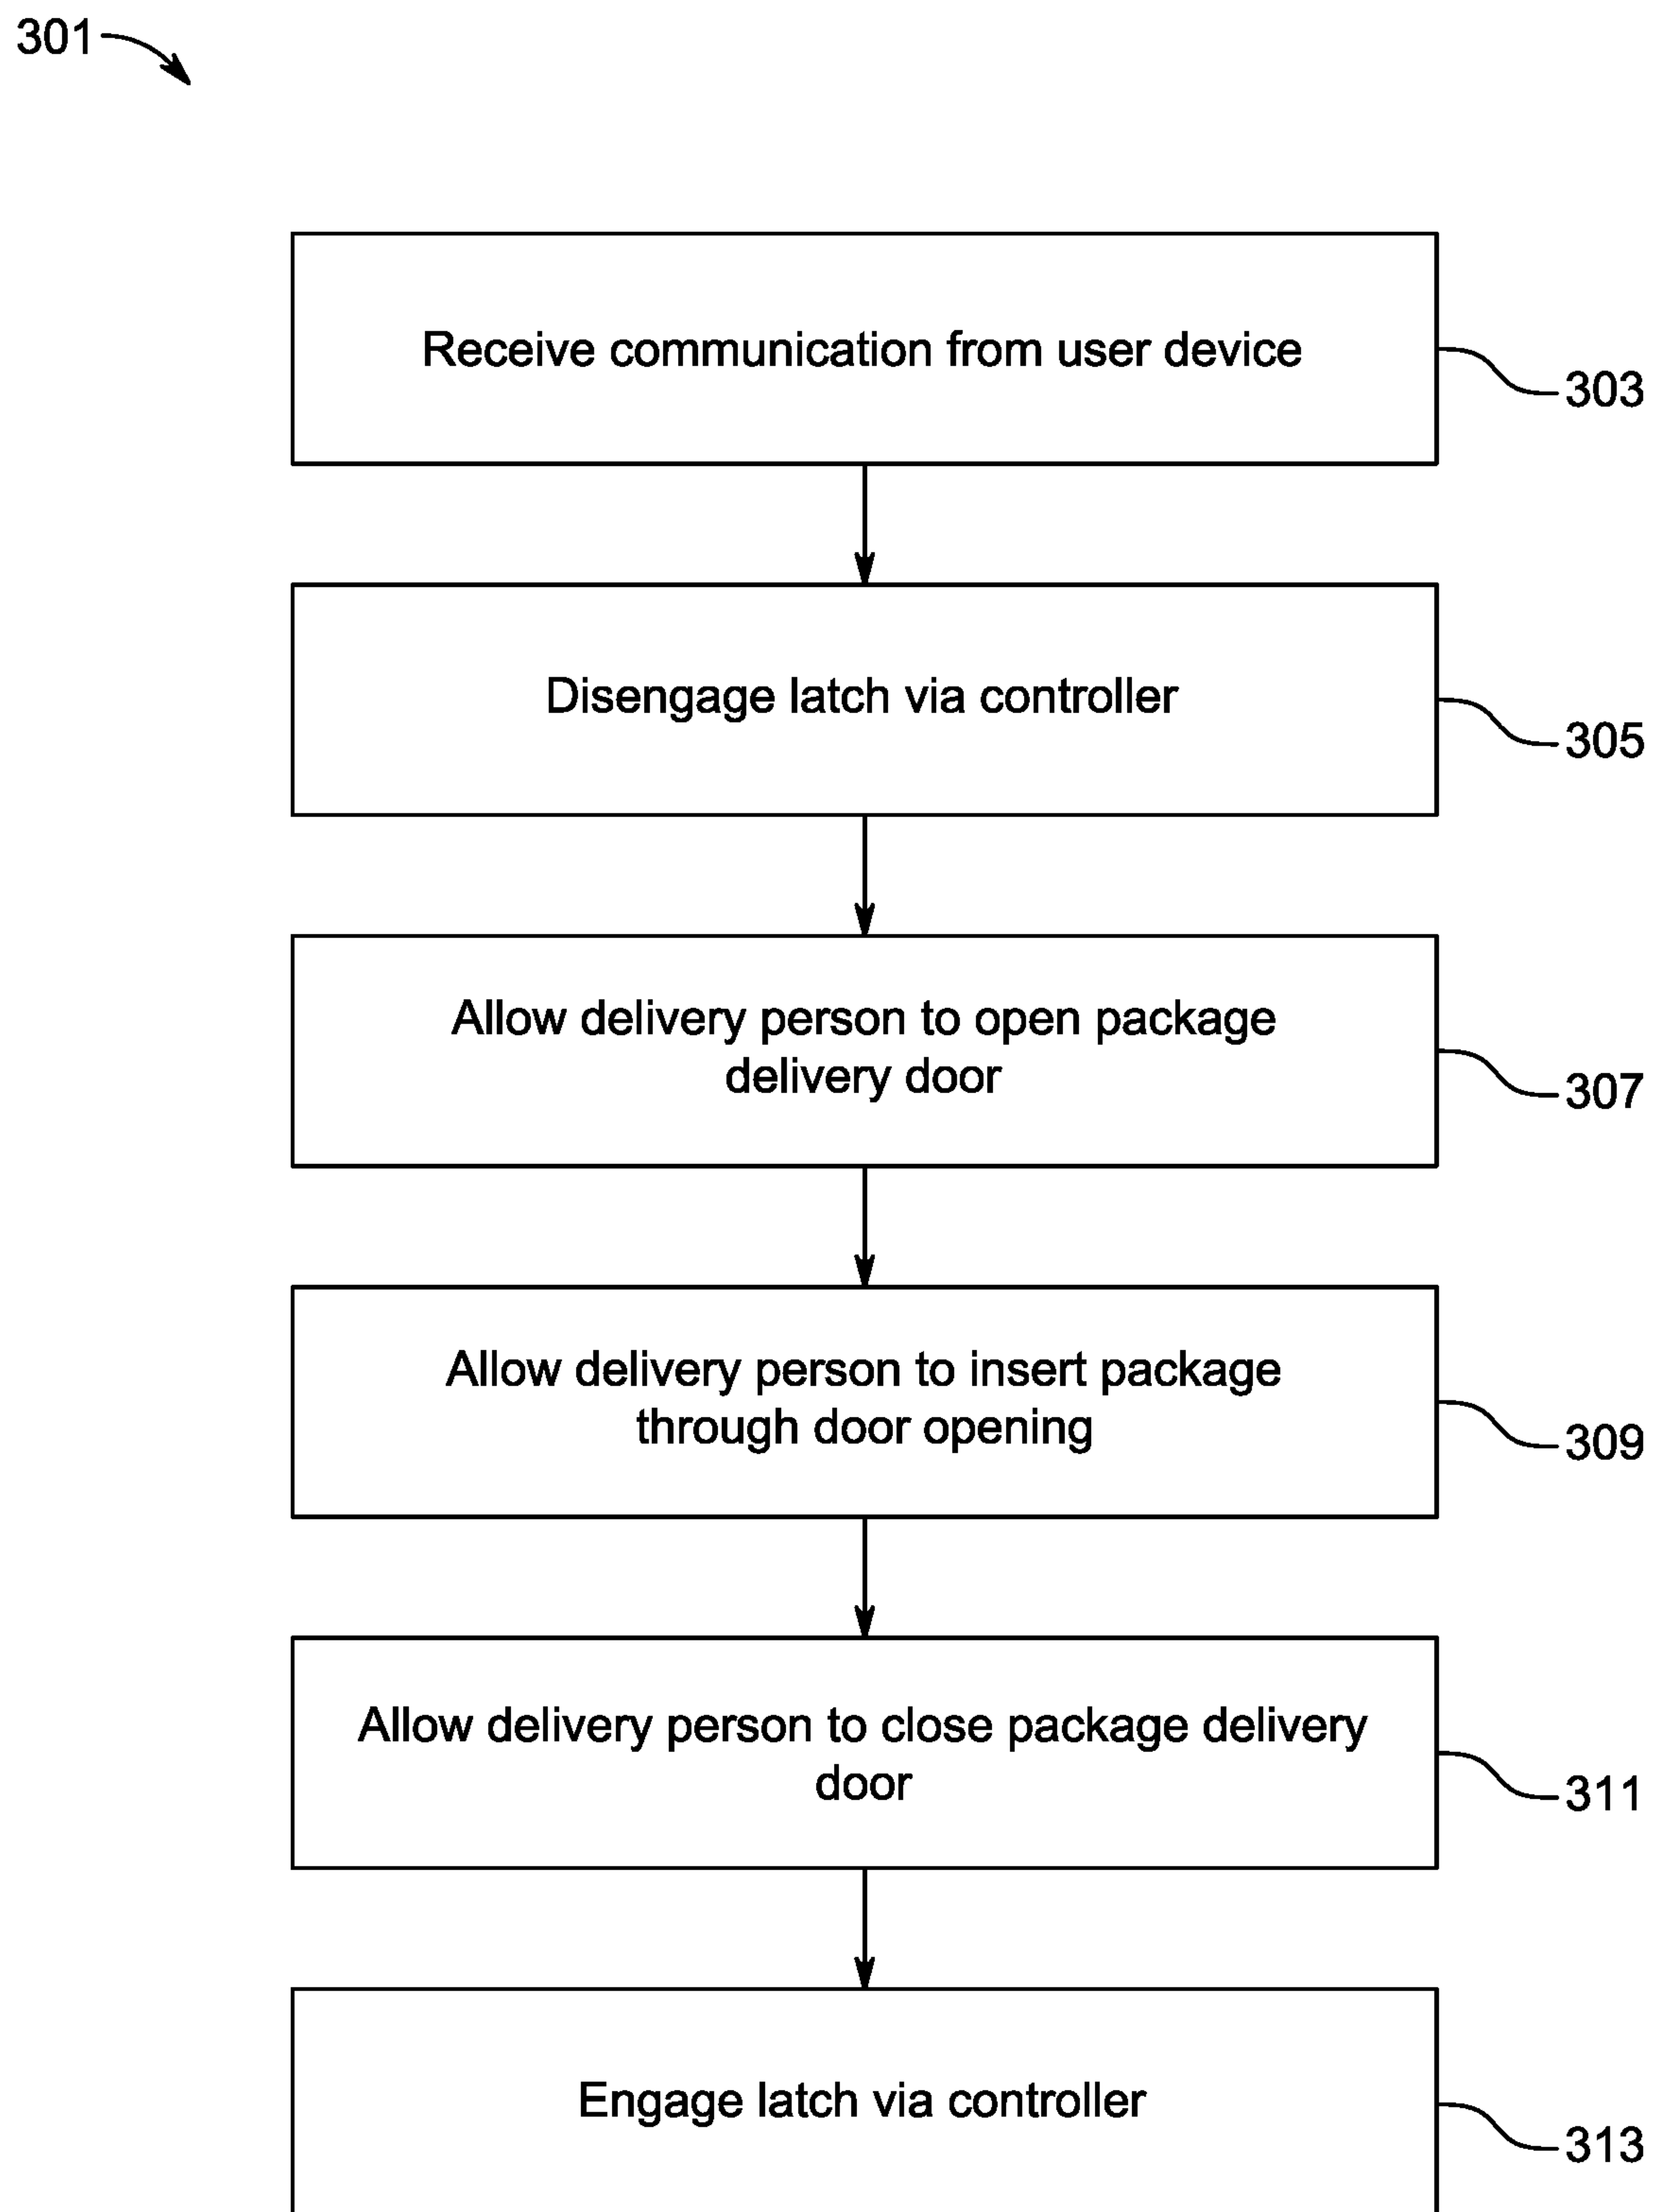 301
Receive communication from user device
303
Disengage latch via controller
305
Allow delivery person to open package
delivery door
307
Allow delivery person to insert package
through door opening
309
Allow delivery person to close package delivery
door
311
Engage latch via controller
313